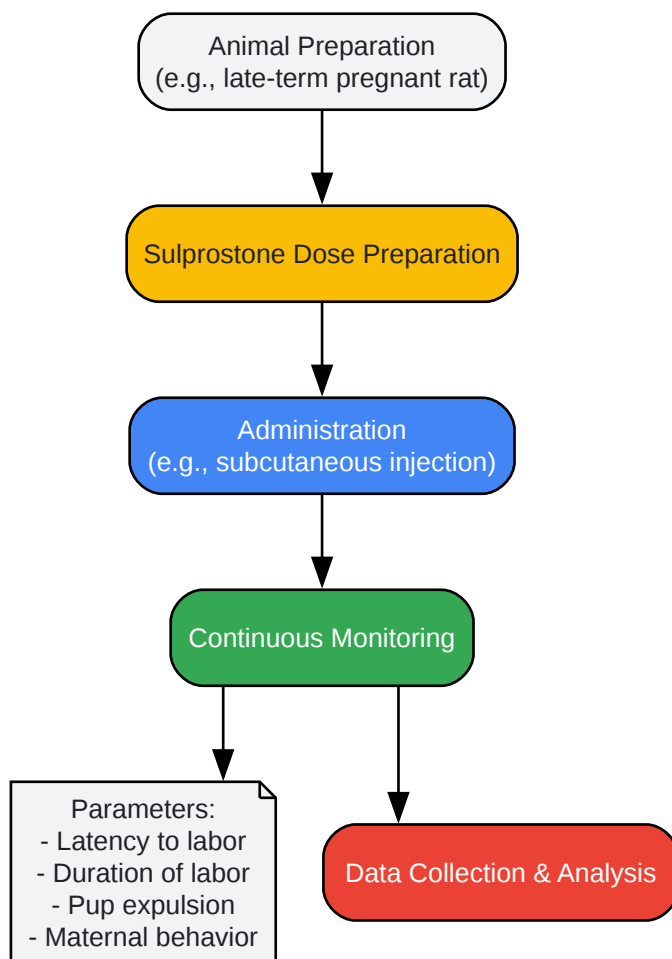 Animal Preparation
(e.g., late-term pregnant rat)
Sulprostone Dose Preparation
Administration
(e.g., subcutaneous injection)
Continuous Monitoring
Parameters:
- Latency to labor
- Duration of labor
- Pup expulsion
- Maternal behavior
Data Collection & Analysis